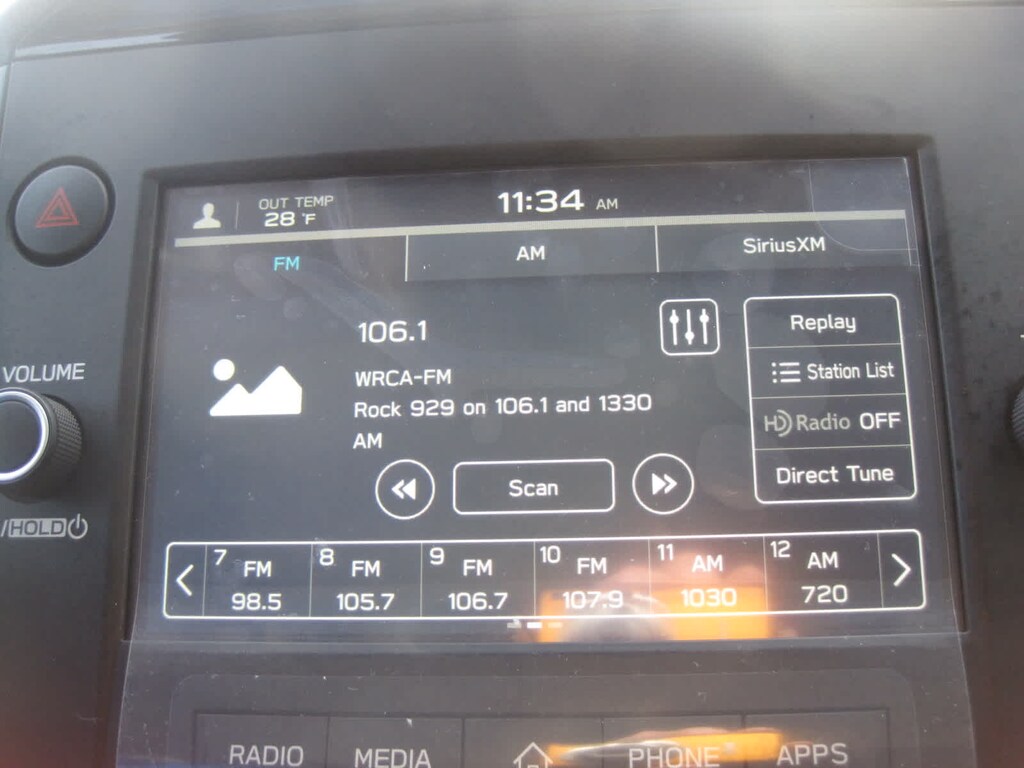 OUT TEMP
28 °F
11:34 AM
FM
AM
SiriusXM
106.1
WRCA-FM
Rock 929 on 106.1 and 1330
AM
Replay
Station List
HD Radio OFF
Direct Tune
Scan
VOLUME
/HOLD
7 FM 98.5
8 FM 105.7
9 FM 106.7
10 FM 107.9
11 AM 1030
12 AM 720
RADIO
MEDIA
PHONE
APPS